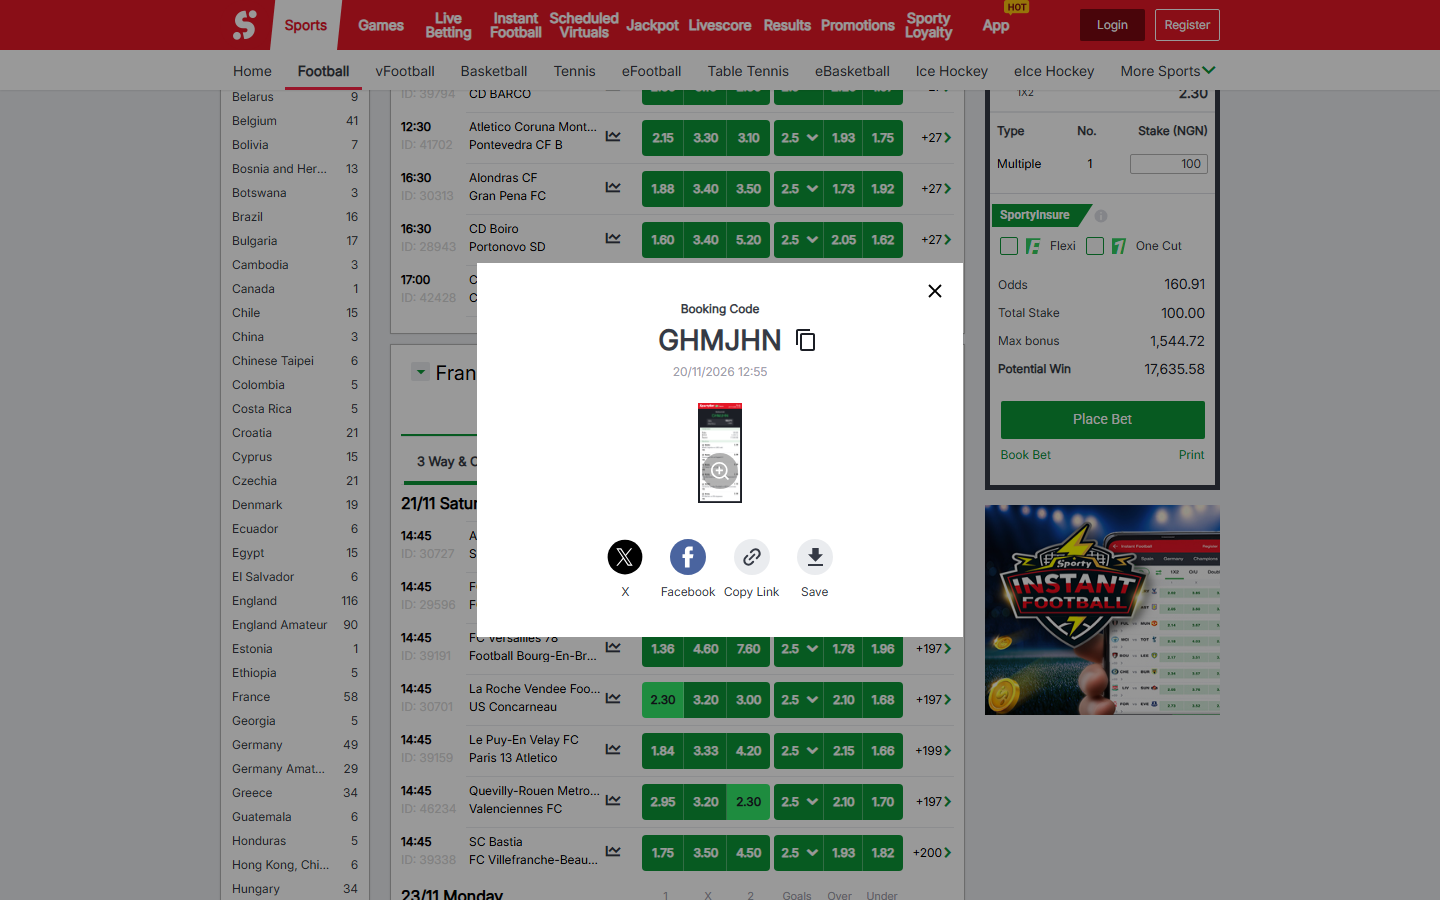 Sports
Games
Live Betting
Instant Football
Scheduled Virtuals
Jackpot
Livescore
Results
Promotions
Sporty Loyalty
App
HOT
Login
Register
Home
Football
vFootball
Basketball
Tennis
eFootball
Table Tennis
eBasketball
Ice Hockey
eIce Hockey
More Sports
Belarus 9
Belgium 41
Bolivia 7
Bosnia and Her... 13
Botswana 3
Brazil 16
Bulgaria 17
Cambodia 3
Canada 1
Chile 15
China 3
Chinese Taipei 6
Colombia 5
Costa Rica 5
Croatia 21
Cyprus 15
Czechia 21
Denmark 19
Ecuador 6
Egypt 15
El Salvador 6
England 116
England Amateur 90
Estonia 1
Ethiopia 5
France 58
Georgia 5
Germany 49
Germany Amat... 29
Greece 34
Guatemala 6
Honduras 5
Hong Kong, Chi... 6
Hungary 34
ID: 39794 CD BARCO
12:30 Atletico Coruna Mont... 2.15 3.30 3.10 2.5 1.93 1.75 +27
ID: 41702 Pontevedra CF B
16:30 Alondras CF 1.88 3.40 3.50 2.5 1.73 1.92 +27
ID: 30313 Gran Pena FC
16:30 CD Boiro 1.60 3.40 5.20 2.5 2.05 1.62 +27
ID: 28943 Portonovo SD
17:00 C
ID: 42428 C
Fran
3 Way & O
21/11 Satur
14:45 A
ID: 30727 S
14:45 F
ID: 29596 F
14:45 FC Versailles 78 1.36 4.60 7.60 2.5 1.78 1.96 +197
ID: 39191 Football Bourg-En-Br...
14:45 La Roche Vendee Foo... 2.30 3.20 3.00 2.5 2.10 1.68 +197
ID: 30701 US Concarneau
14:45 Le Puy-En Velay FC 1.84 3.33 4.20 2.5 2.15 1.66 +199
ID: 39159 Paris 13 Atletico
14:45 Quevilly-Rouen Metro... 2.95 3.20 2.30 2.5 2.10 1.70 +197
ID: 46234 Valenciennes FC
14:45 SC Bastia 1.75 3.50 4.50 2.5 1.93 1.82 +200
ID: 39338 FC Villefranche-Beau...
23/11 Monday 1 X 2 Goals Over Under
Booking Code
GHMJHN
20/11/2026 12:55
X
Facebook
Copy Link
Save
1X2 2.30
Type No. Stake (NGN)
Multiple 1 100
SportyInsure
Flexi
One Cut
Odds 160.91
Total Stake 100.00
Max bonus 1,544.72
Potential Win 17,635.58
Place Bet
Book Bet
Print
Sporty
INSTANT
FOOTBALL